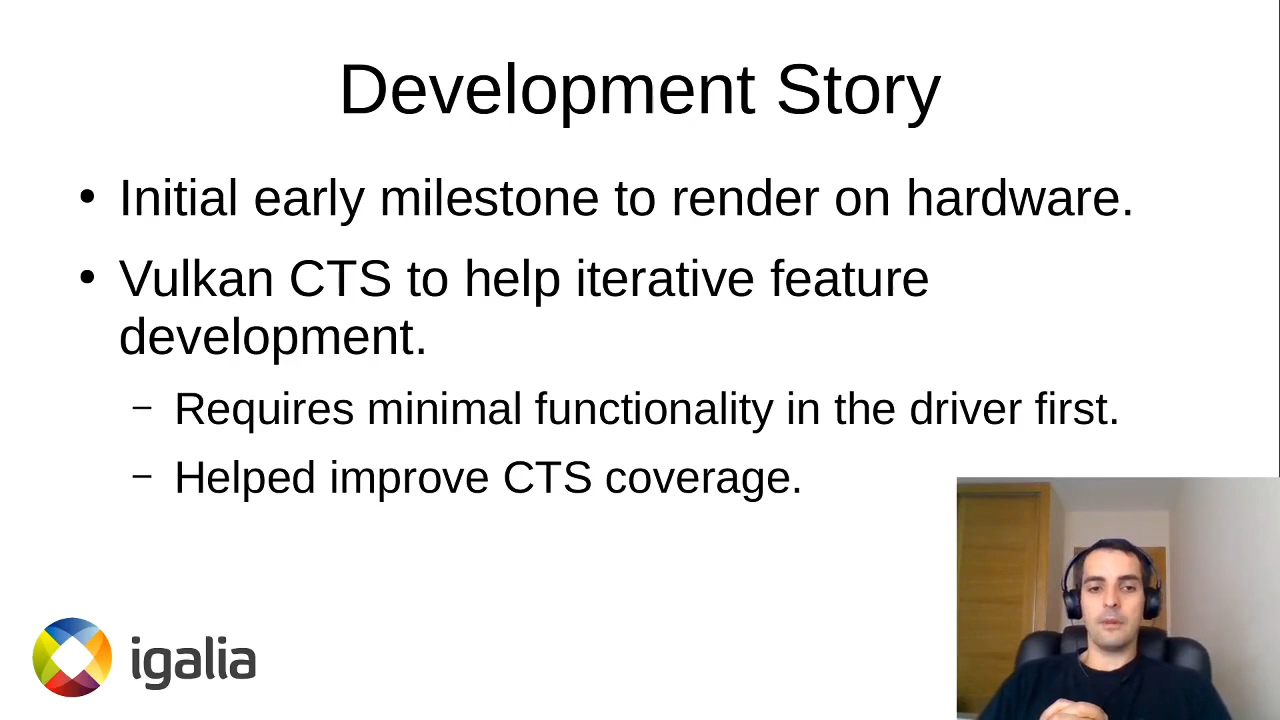 Development Story
• Initial early milestone to render on hardware.
• Vulkan CTS to help iterative feature
development.
– Requires minimal functionality in the driver first.
– Helped improve CTS coverage.
igalia